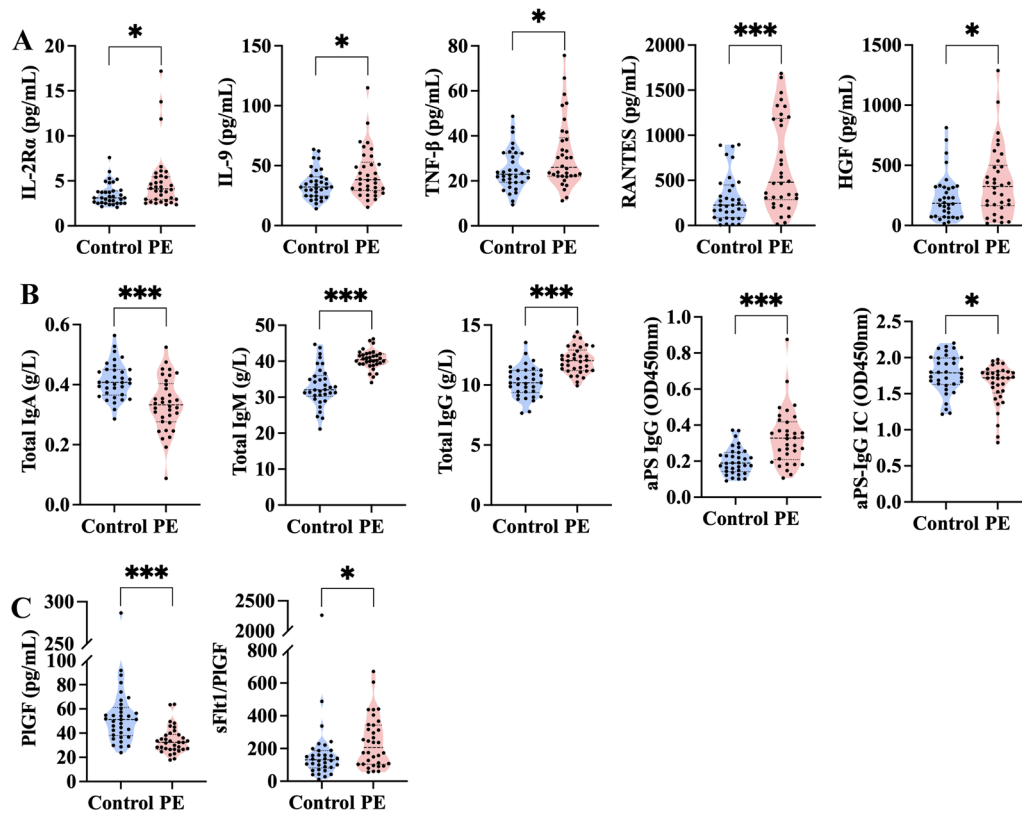 A
IL-2Rα (pg/mL)
20
15
10
5
0
*
Control PE
IL-9 (pg/mL)
150
100
50
0
*
Control PE
TNF-β (pg/mL)
80
60
40
20
0
*
Control PE
RANTES (pg/mL)
2000
1500
1000
500
0
***
Control PE
HGF (pg/mL)
1500
1000
500
0
*
Control PE
B
Total IgA (g/L)
0.6
0.4
0.2
0.0
***
Control PE
Total IgM (g/L)
50
40
30
20
10
0
***
Control PE
Total IgG (g/L)
15
10
5
0
***
Control PE
aPS IgG (OD450nm)
1.0
0.8
0.6
0.4
0.2
0.0
***
Control PE
aPS-IgG IC (OD450nm)
2.5
2.0
1.5
1.0
0.5
0.0
*
Control PE
C
PlGF (pg/mL)
300
250
100
80
60
40
20
0
***
Control PE
sFlt1/PlGF
2500
2000
800
600
400
200
0
*
Control PE